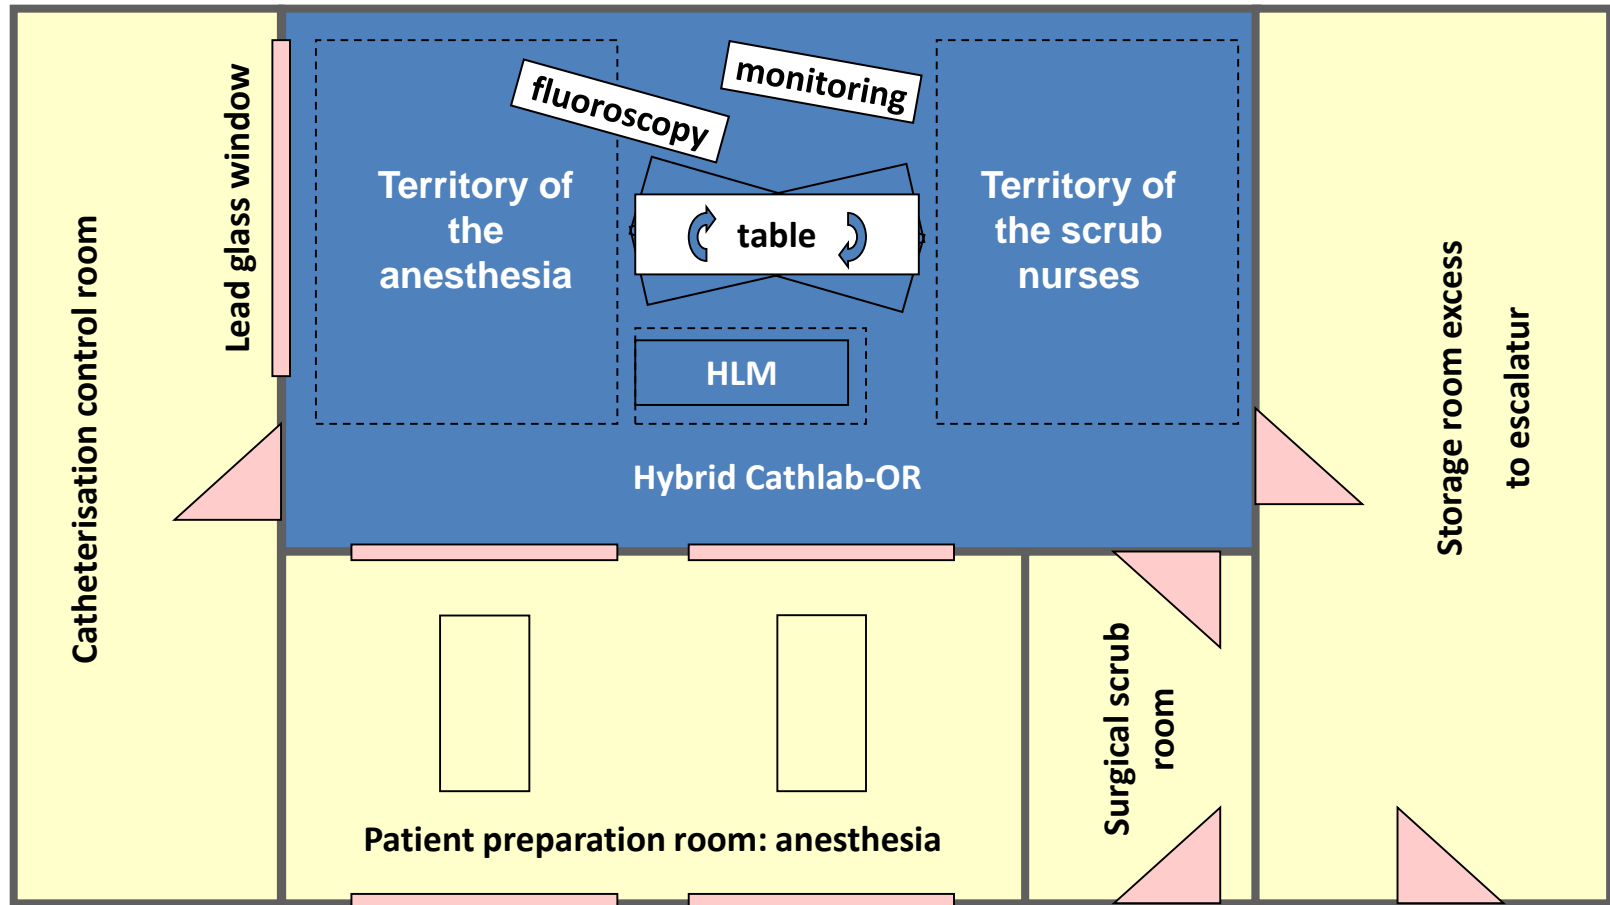 Catheterisation control room
Lead glass window
Territory of
the
anesthesia
fluoroscopy
monitoring
table
HLM
Territory of
the scrub
nurses
Hybrid Cathlab-OR
Storage room excess
to escalatur
Patient preparation room: anesthesia
Surgical scrub
room